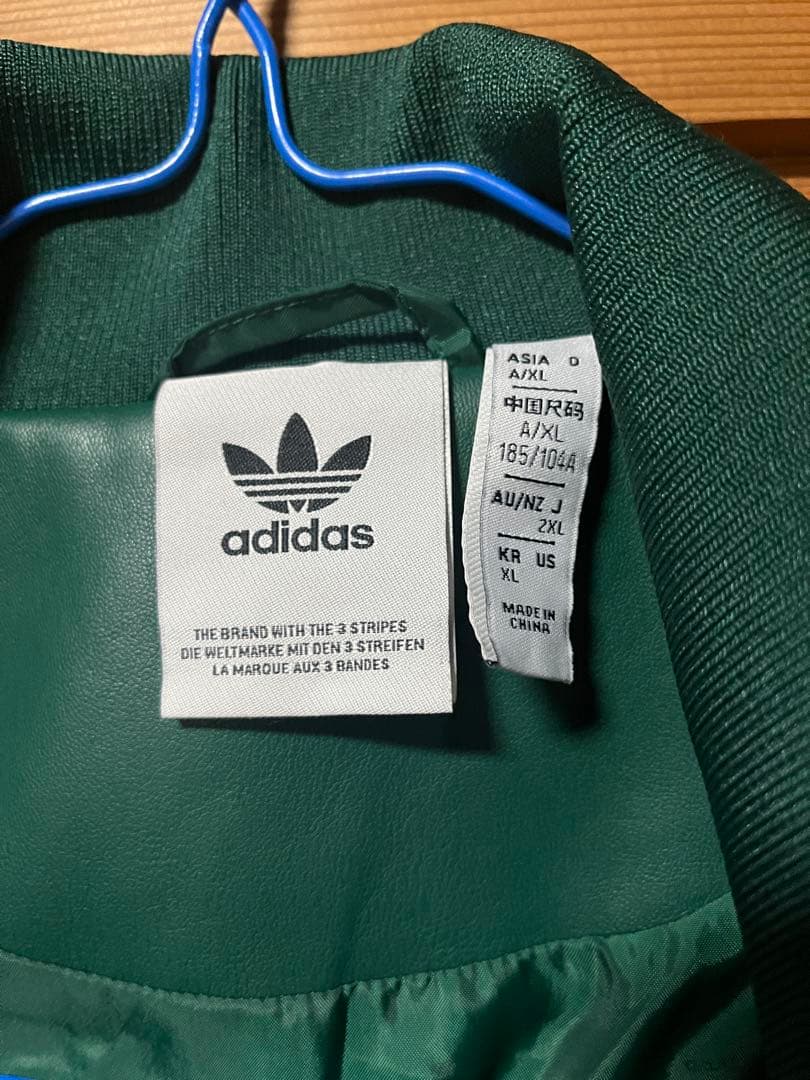 adidas
THE BRAND WITH THE 3 STRIPES
DIE WELTMARKE MIT DEN 3 STREIFEN
LA MARQUE AUX 3 BANDES
ASIA D
A/XL
中国尺码
A/XL
185/104A
AU/NZ J
2XL
KR US
XL
MADE IN
CHINA